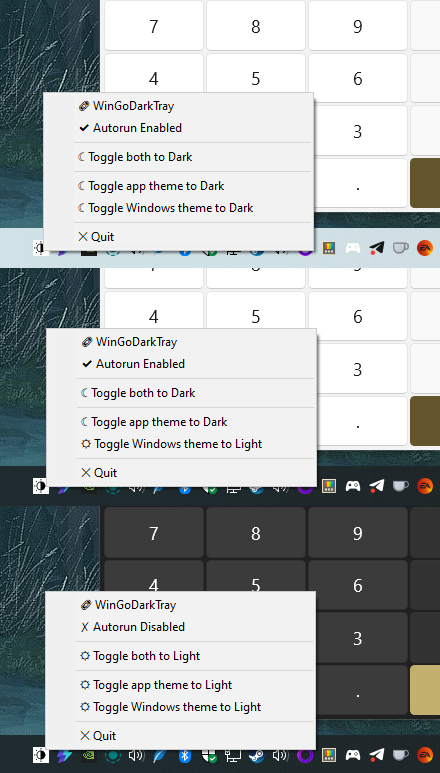 7 8 9
4 5 6
WinGoDarkTray
Autorun Enabled
3
Toggle both to Dark
Toggle app theme to Dark
.
Toggle Windows theme to Dark
Quit
EA
4 5 6
WinGoDarkTray
Autorun Enabled
3
Toggle both to Dark
Toggle app theme to Dark
.
Toggle Windows theme to Light
Quit
EA
7 8 9
4 5 6
WinGoDarkTray
Autorun Disabled
3
Toggle both to Light
Toggle app theme to Light
.
Toggle Windows theme to Light
Quit
EA